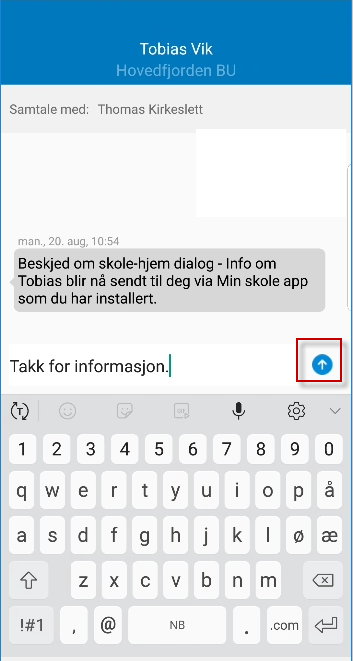 Tobias Vik
Hovedfjorden BU
Samtale med: Thomas Kirkeslett
man., 20. aug, 10:54
Beskjed om skole-hjem dialog - Info om
Tobias blir nå sendt til deg via Min skole app
som du har installert.
Takk for informasjon.
T
GIF
1 2 3 4 5 6 7 8 9 0
q w e r t y u i o p å
a s d f g h j k l ø æ
z x c v b n m
!#1 , @ NB . .com